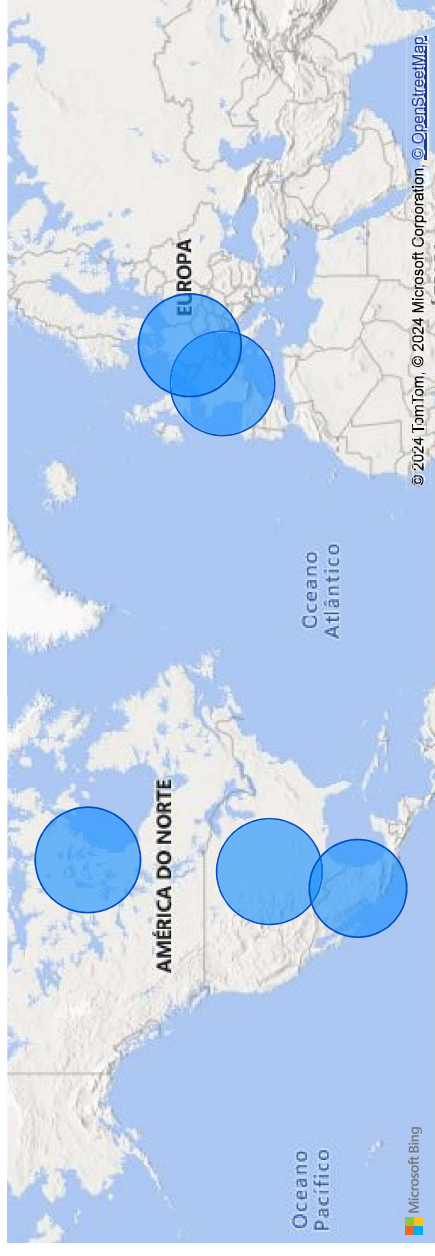 EUROPA
AMÉRICA DO NORTE
Oceano
Atlântico
Oceano
Pacífico
Microsoft Bing
© 2024 TomTom, © 2024 Microsoft Corporation, © OpenStreetMap